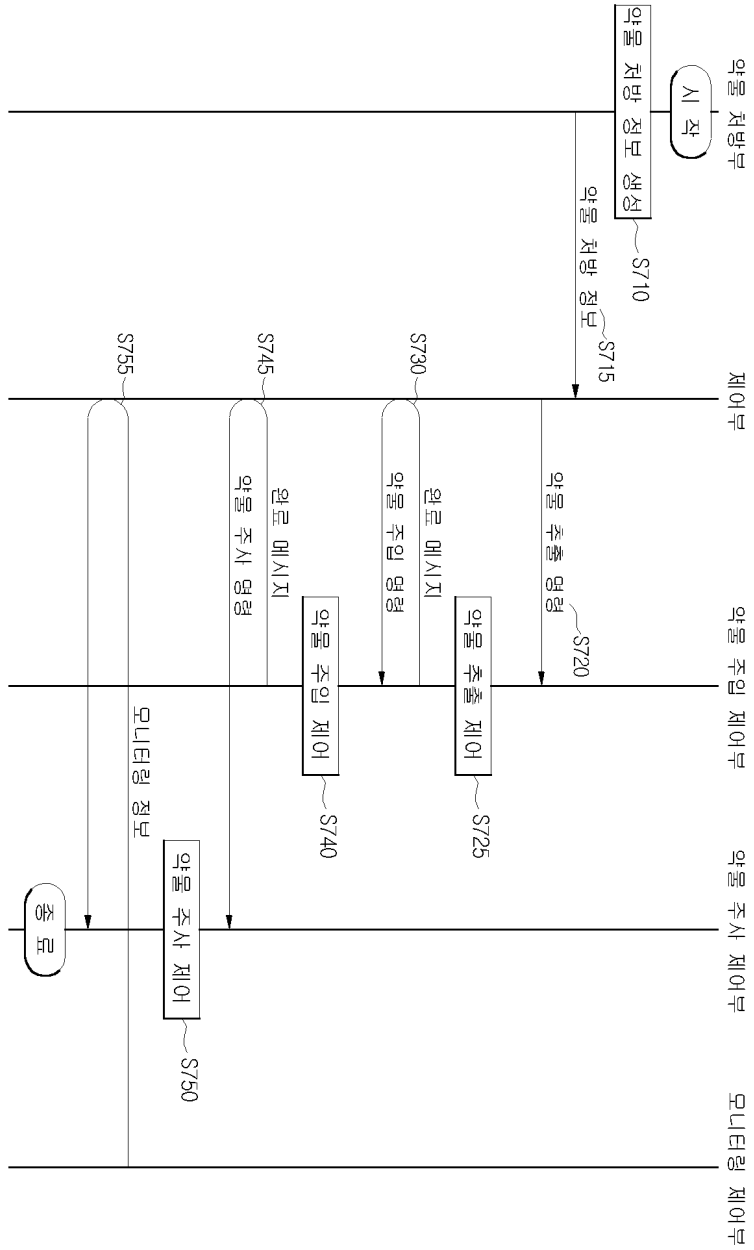 약물 처방부
제어부
약물 주입 제어부
약물 주사 제어부
모니터링 제어부
시 작
약물 처방 정보 생성
S710
약물 처방 정보
S715
약물 추출 명령
S720
약물 추출 제어
S725
완료 메시지
S730
약물 주입 명령
약물 주입 제어
S740
완료 메시지
S745
약물 주사 명령
약물 주사 제어
S750
모니터링 정보
S755
종 료